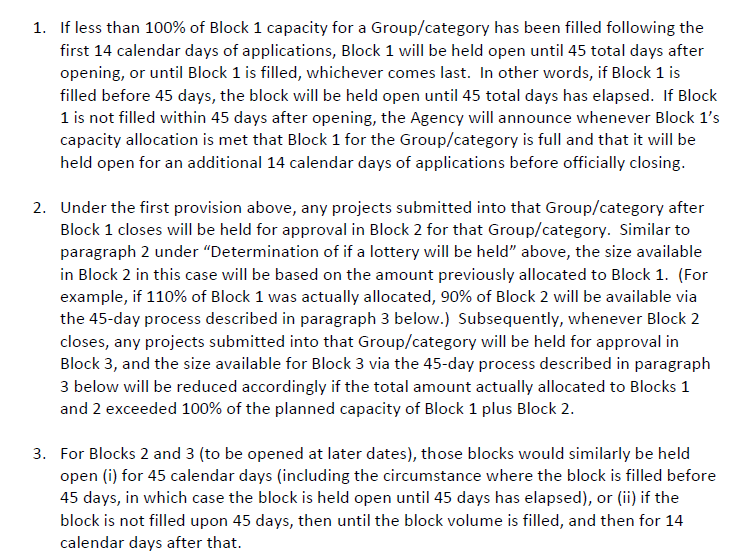 1. If less than 100% of Block 1 capacity for a Group/category has been filled following the
first 14 calendar days of applications, Block 1 will be held open until 45 total days after
opening, or until Block 1 is filled, whichever comes last.  In other words, if Block 1 is
filled before 45 days, the block will be held open until 45 total days has elapsed.  If Block
1 is not filled within 45 days after opening, the Agency will announce whenever Block 1's
capacity allocation is met that Block 1 for the Group/category is full and that it will be
held open for an additional 14 calendar days of applications before officially closing.
2. Under the first provision above, any projects submitted into that Group/category after
Block 1 closes will be held for approval in Block 2 for that Group/category.  Similar to
paragraph 2 under “Determination of if a lottery will be held” above, the size available
in Block 2 in this case will be based on the amount previously allocated to Block 1.  (For
example, if 110% of Block 1 was actually allocated, 90% of Block 2 will be available via
the 45-day process described in paragraph 3 below.)  Subsequently, whenever Block 2
closes, any projects submitted into that Group/category will be held for approval in
Block 3, and the size available for Block 3 via the 45-day process described in paragraph
3 below will be reduced accordingly if the total amount actually allocated to Blocks 1
and 2 exceeded 100% of the planned capacity of Block 1 plus Block 2.
3. For Blocks 2 and 3 (to be opened at later dates), those blocks would similarly be held
open (i) for 45 calendar days (including the circumstance where the block is filled before
45 days, in which case the block is held open until 45 days has elapsed), or (ii) if the
block is not filled upon 45 days, then until the block volume is filled, and then for 14
calendar days after that.